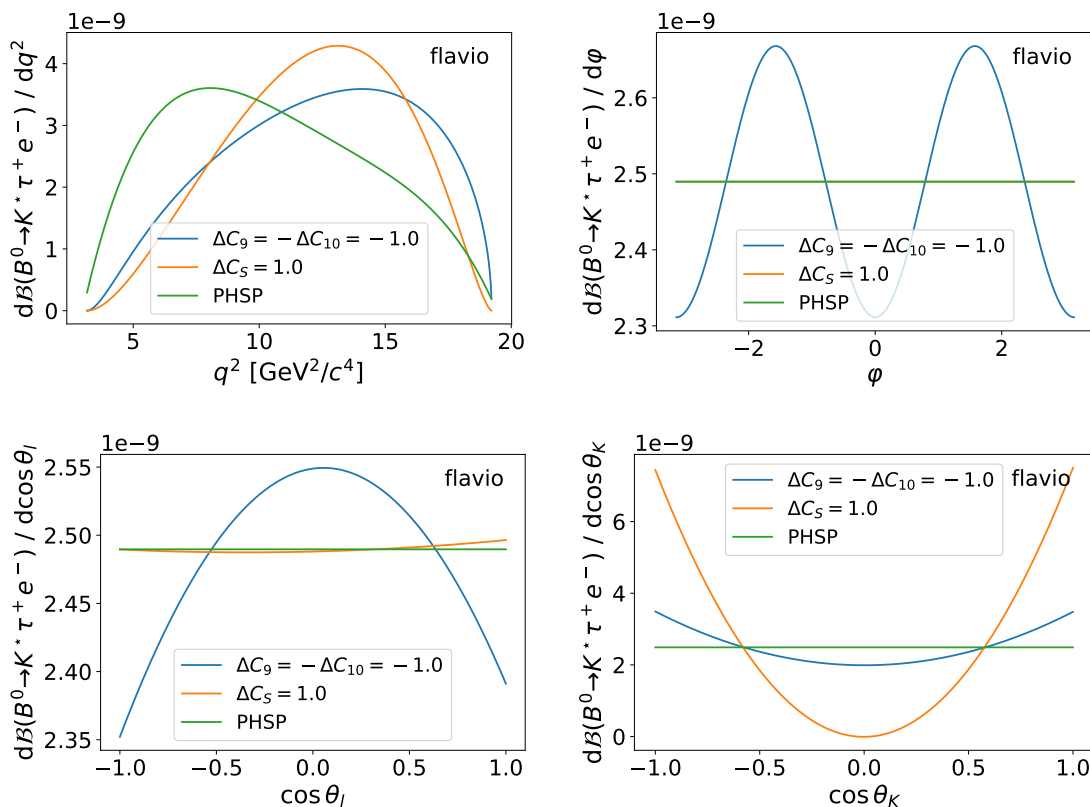 1e-9
dℬ(B⁰→K⋆τ⁺e⁻) / dq²
4
3
2
1
0
flavio
ΔC₉ = −ΔC₁₀ = −1.0
ΔC_S = 1.0
PHSP
5
10
15
20
q² [GeV²/c⁴]
1e-9
dℬ(B⁰→K⋆τ⁺e⁻) / dφ
2.6
2.5
2.4
2.3
flavio
ΔC₉ = −ΔC₁₀ = −1.0
ΔC_S = 1.0
PHSP
−2
0
2
φ
1e-9
dℬ(B⁰→K⋆τ⁺e⁻) / dcosθ_l
2.55
2.50
2.45
2.40
2.35
flavio
ΔC₉ = −ΔC₁₀ = −1.0
ΔC_S = 1.0
PHSP
−1.0
−0.5
0.0
0.5
1.0
cos θ_l
1e-9
dℬ(B⁰→K⋆τ⁺e⁻) / dcosθ_K
6
4
2
0
flavio
ΔC₉ = −ΔC₁₀ = −1.0
ΔC_S = 1.0
PHSP
−1.0
−0.5
0.0
0.5
1.0
cos θ_K